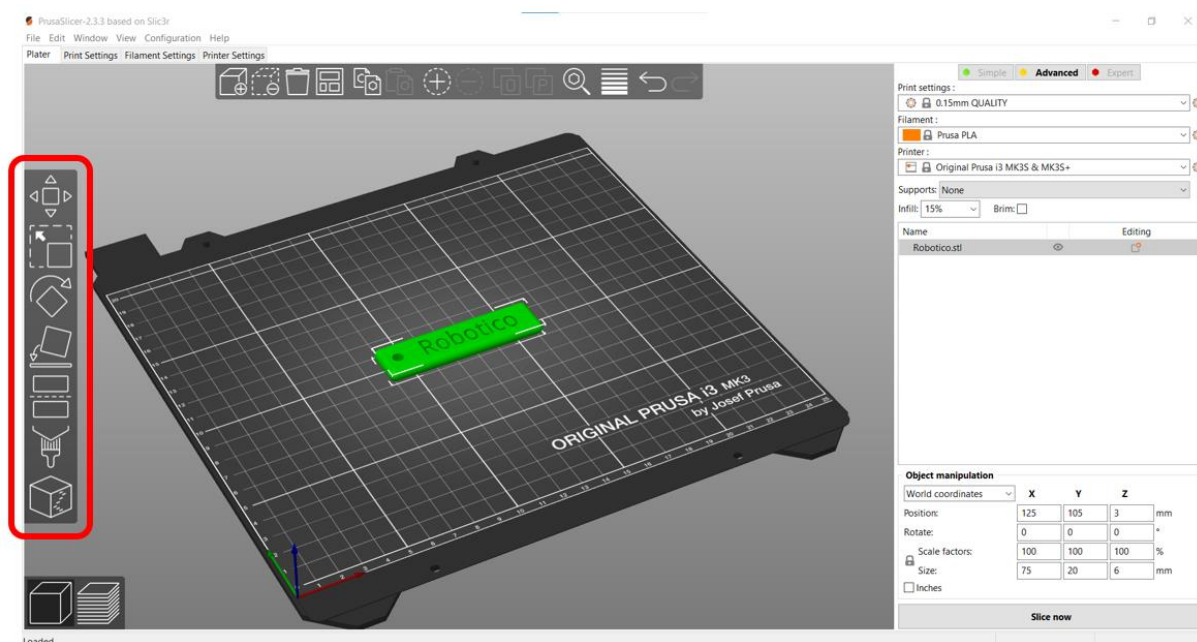 PrusaSlicer-2.3.3 based on Slic3r
File Edit Window View Configuration Help
Plater Print Settings Filament Settings Printer Settings
Simple Advanced Expert
Print settings :
0.15mm QUALITY
Filament :
Prusa PLA
Printer :
Original Prusa i3 MK3S & MK3S+
Supports: None
Infill: 15% Brim:
Name Editing
Robotico.stl
Robotico
ORIGINAL PRUSA i3 MK3
by Josef Prusa
Object manipulation
World coordinates X Y Z
Position: 125 105 3 mm
Rotate: 0 0 0 °
Scale factors: 100 100 100 %
Size: 75 20 6 mm
Inches
Slice now
Loaded